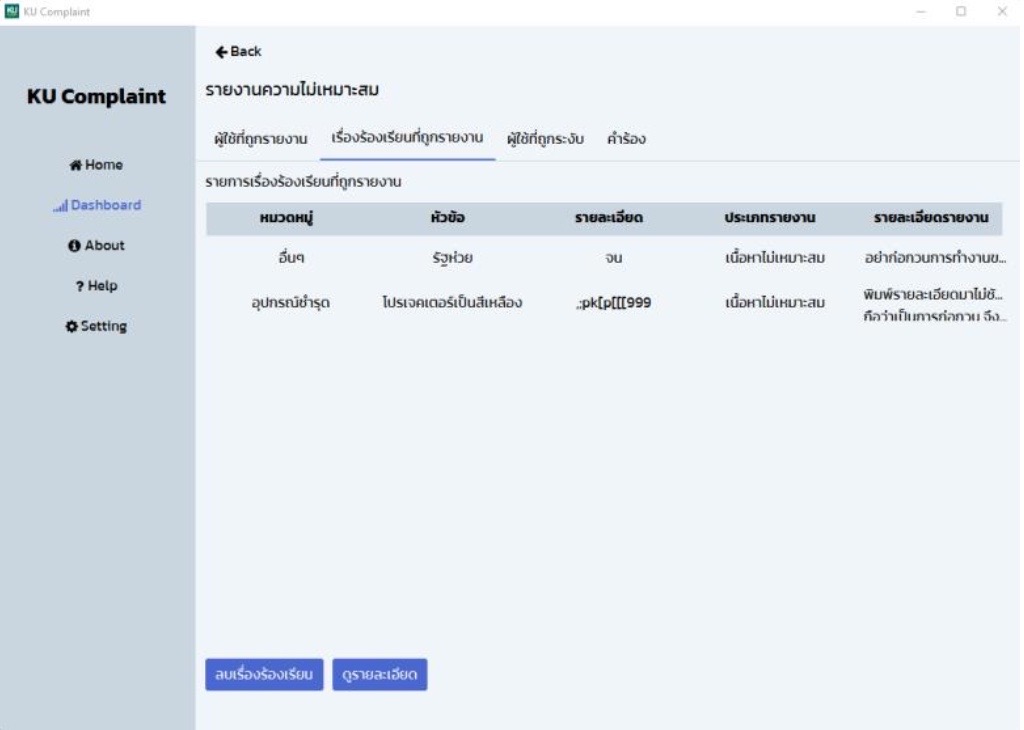 KU Complaint
Back
KU Complaint
รายงานความไม่เหมาะสม
ผู้ใช้ที่ถูกรายงาน เรื่องร้องเรียนที่ถูกรายงาน ผู้ใช้ที่ถูกระงับ คำร้อง
Home
Dashboard
About
? Help
Setting
รายการเรื่องร้องเรียนที่ถูกรายงาน
หมวดหมู่ หัวข้อ รายละเอียด ประเภทรายงาน รายละเอียดรายงาน
อื่นๆ รัฐห่วย จน เนื้อหาไม่เหมาะสม อย่าก่อกวนการทำงานข...
อุปกรณ์ชำรุด โปรเจคเตอร์เป็นสีเหลือง ,:pk[p[[[999 เนื้อหาไม่เหมาะสม พิมพ์รายละเอียดมาไม่ชั...
ถือว่าเป็นการก่อกวน จึง...
ลบเรื่องร้องเรียน ดูรายละเอียด